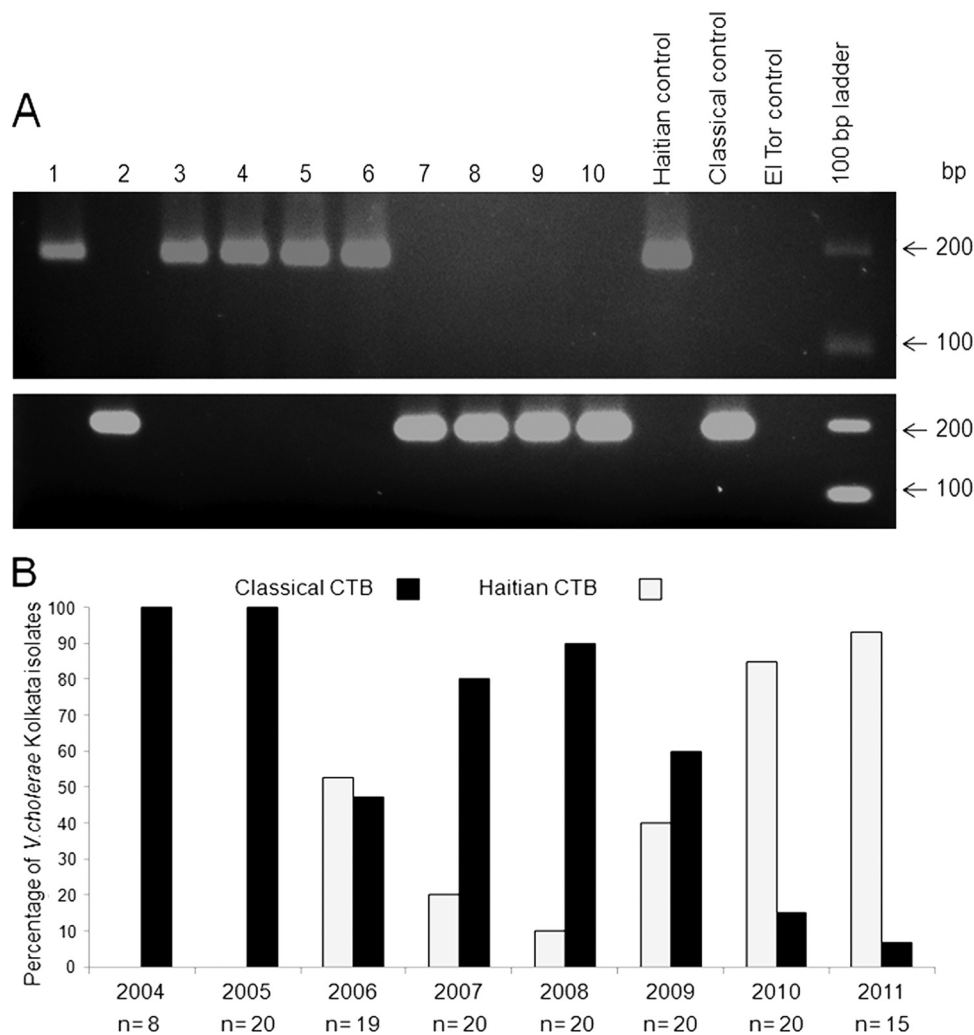 A
1 2 3 4 5 6 7 8 9 10 Haitian control Classical control El Tor control 100 bp ladder bp
← 200
← 100
← 200
← 100
B
Classical CTB Haitian CTB
Percentage of V.cholerae Kolkata isolates
100
90
80
70
60
50
40
30
20
10
0
2004 2005 2006 2007 2008 2009 2010 2011
n=8 n=20 n=19 n=20 n=20 n=20 n=20 n=15